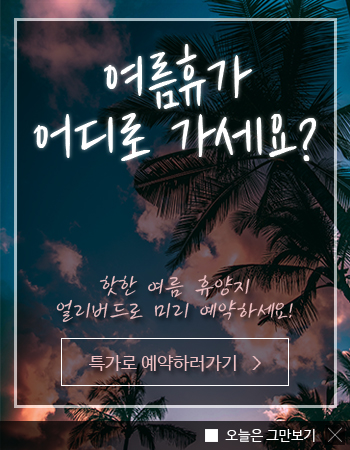 여름휴가
어디로 가세요?
핫한 여름 휴양지
얼리버드로 미리 예약하세요!
특가로 예약하러가기 >
오늘은 그만보기